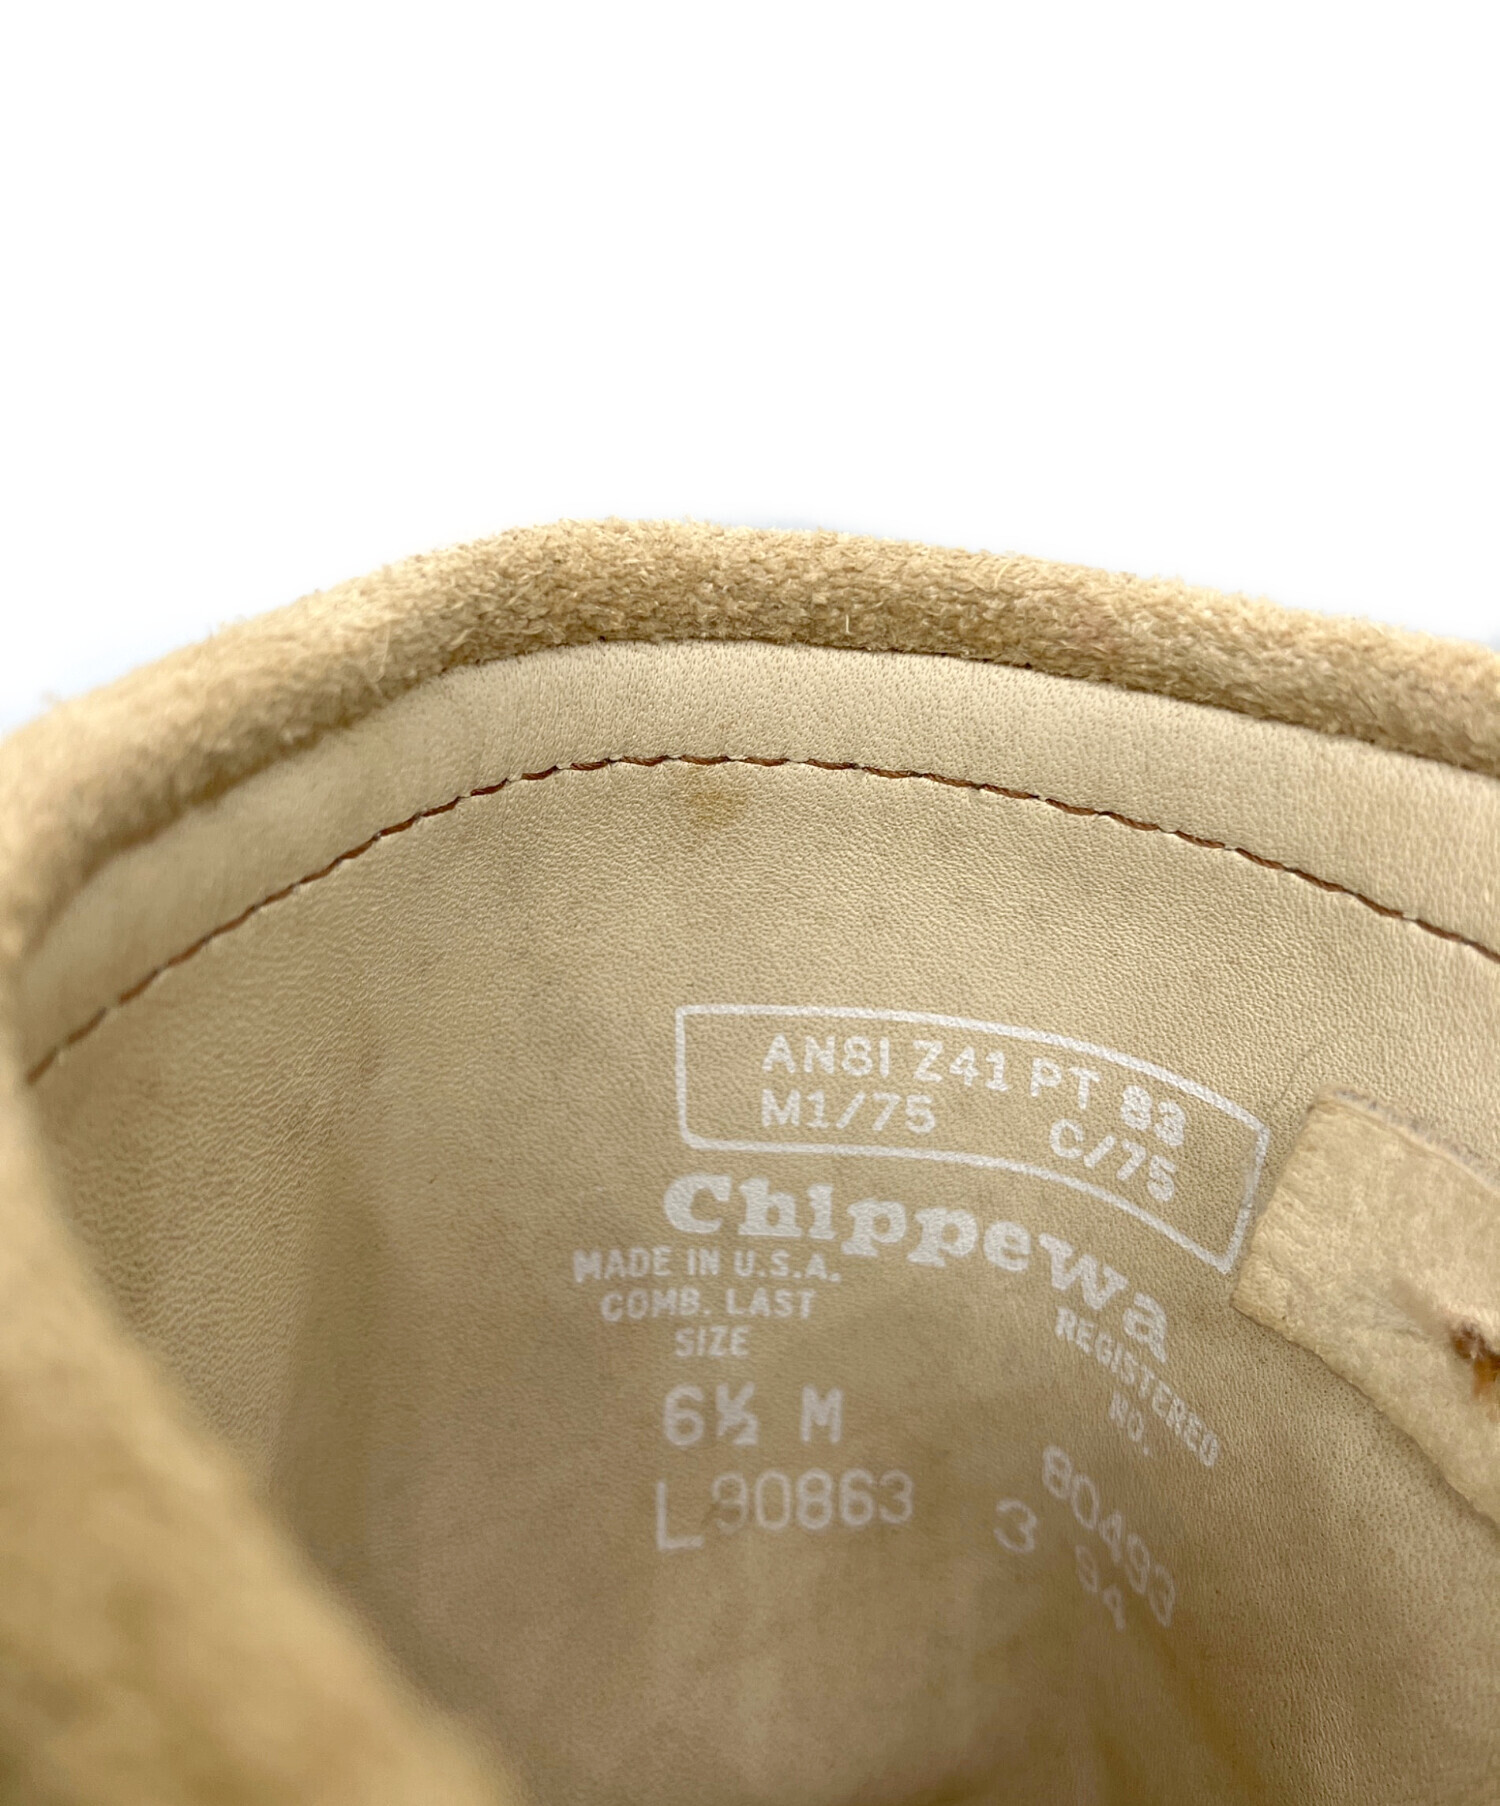 ANSI Z41 PT 83
M1/75 C/75
Chippewa
MADE IN U.S.A.
COMB. LAST
SIZE
6½ M
L90863
REGISTERED
NO.
80493
3 94